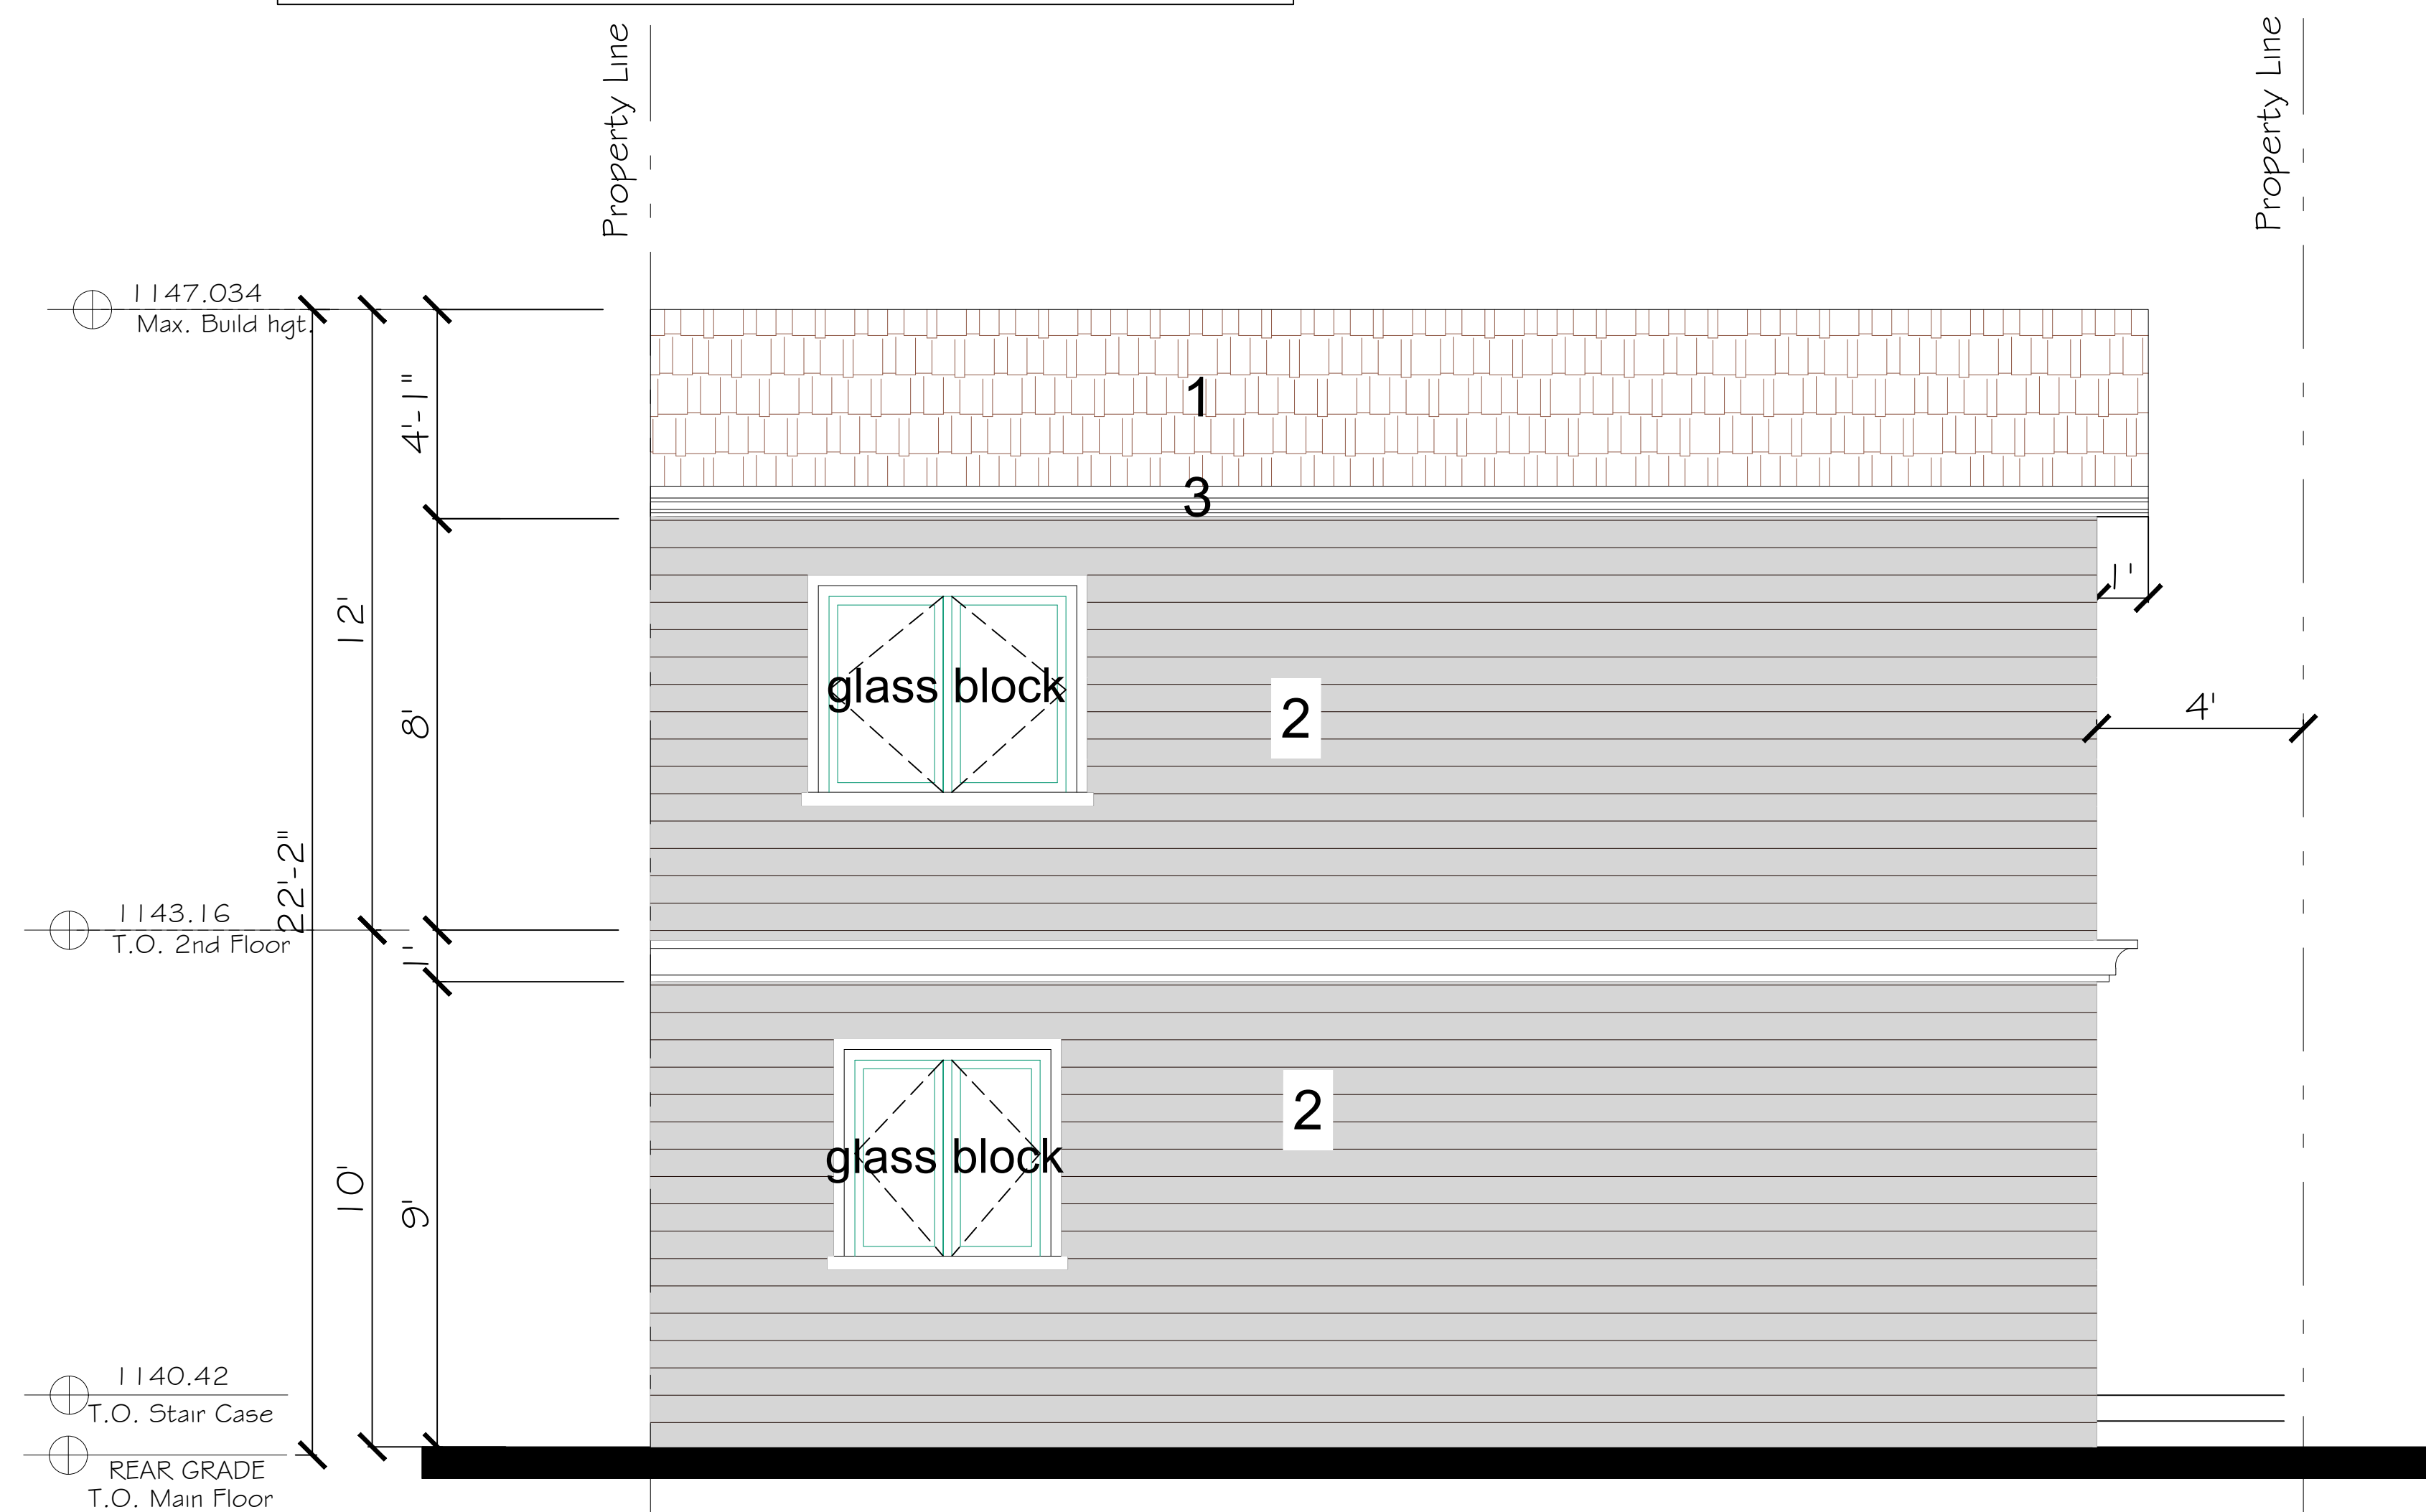 Property Line
Property Line
1147.034
Max. Build hgt.
4'-1"
1
3
1'
12'
8'
glass block
2
4'
22'-2"
1143.16
T.O. 2nd Floor
1'
glass block
2
10'
9'
1140.42
T.O. Stair Case
REAR GRADE
T.O. Main Floor